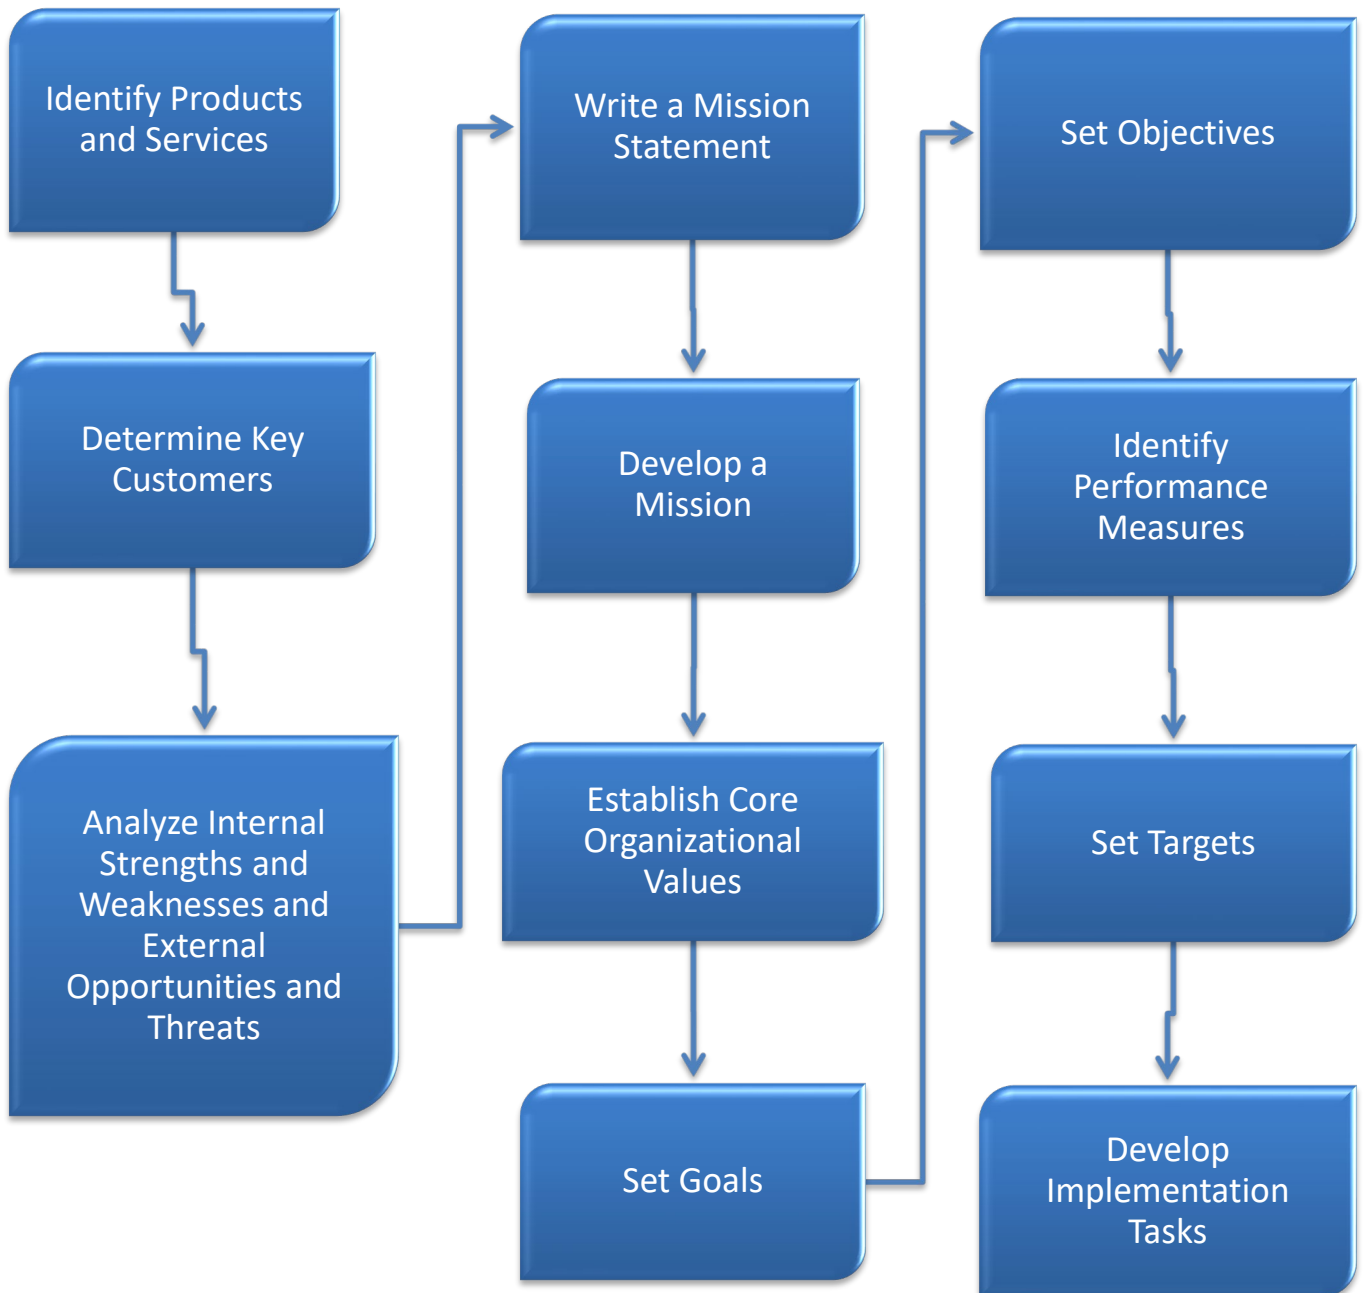 Identify Products
and Services
Determine Key
Customers
Analyze Internal
Strengths and
Weaknesses and
External
Opportunities and
Threats
Write a Mission
Statement
Develop a
Mission
Establish Core
Organizational
Values
Set Goals
Set Objectives
Identify
Performance
Measures
Set Targets
Develop
Implementation
Tasks